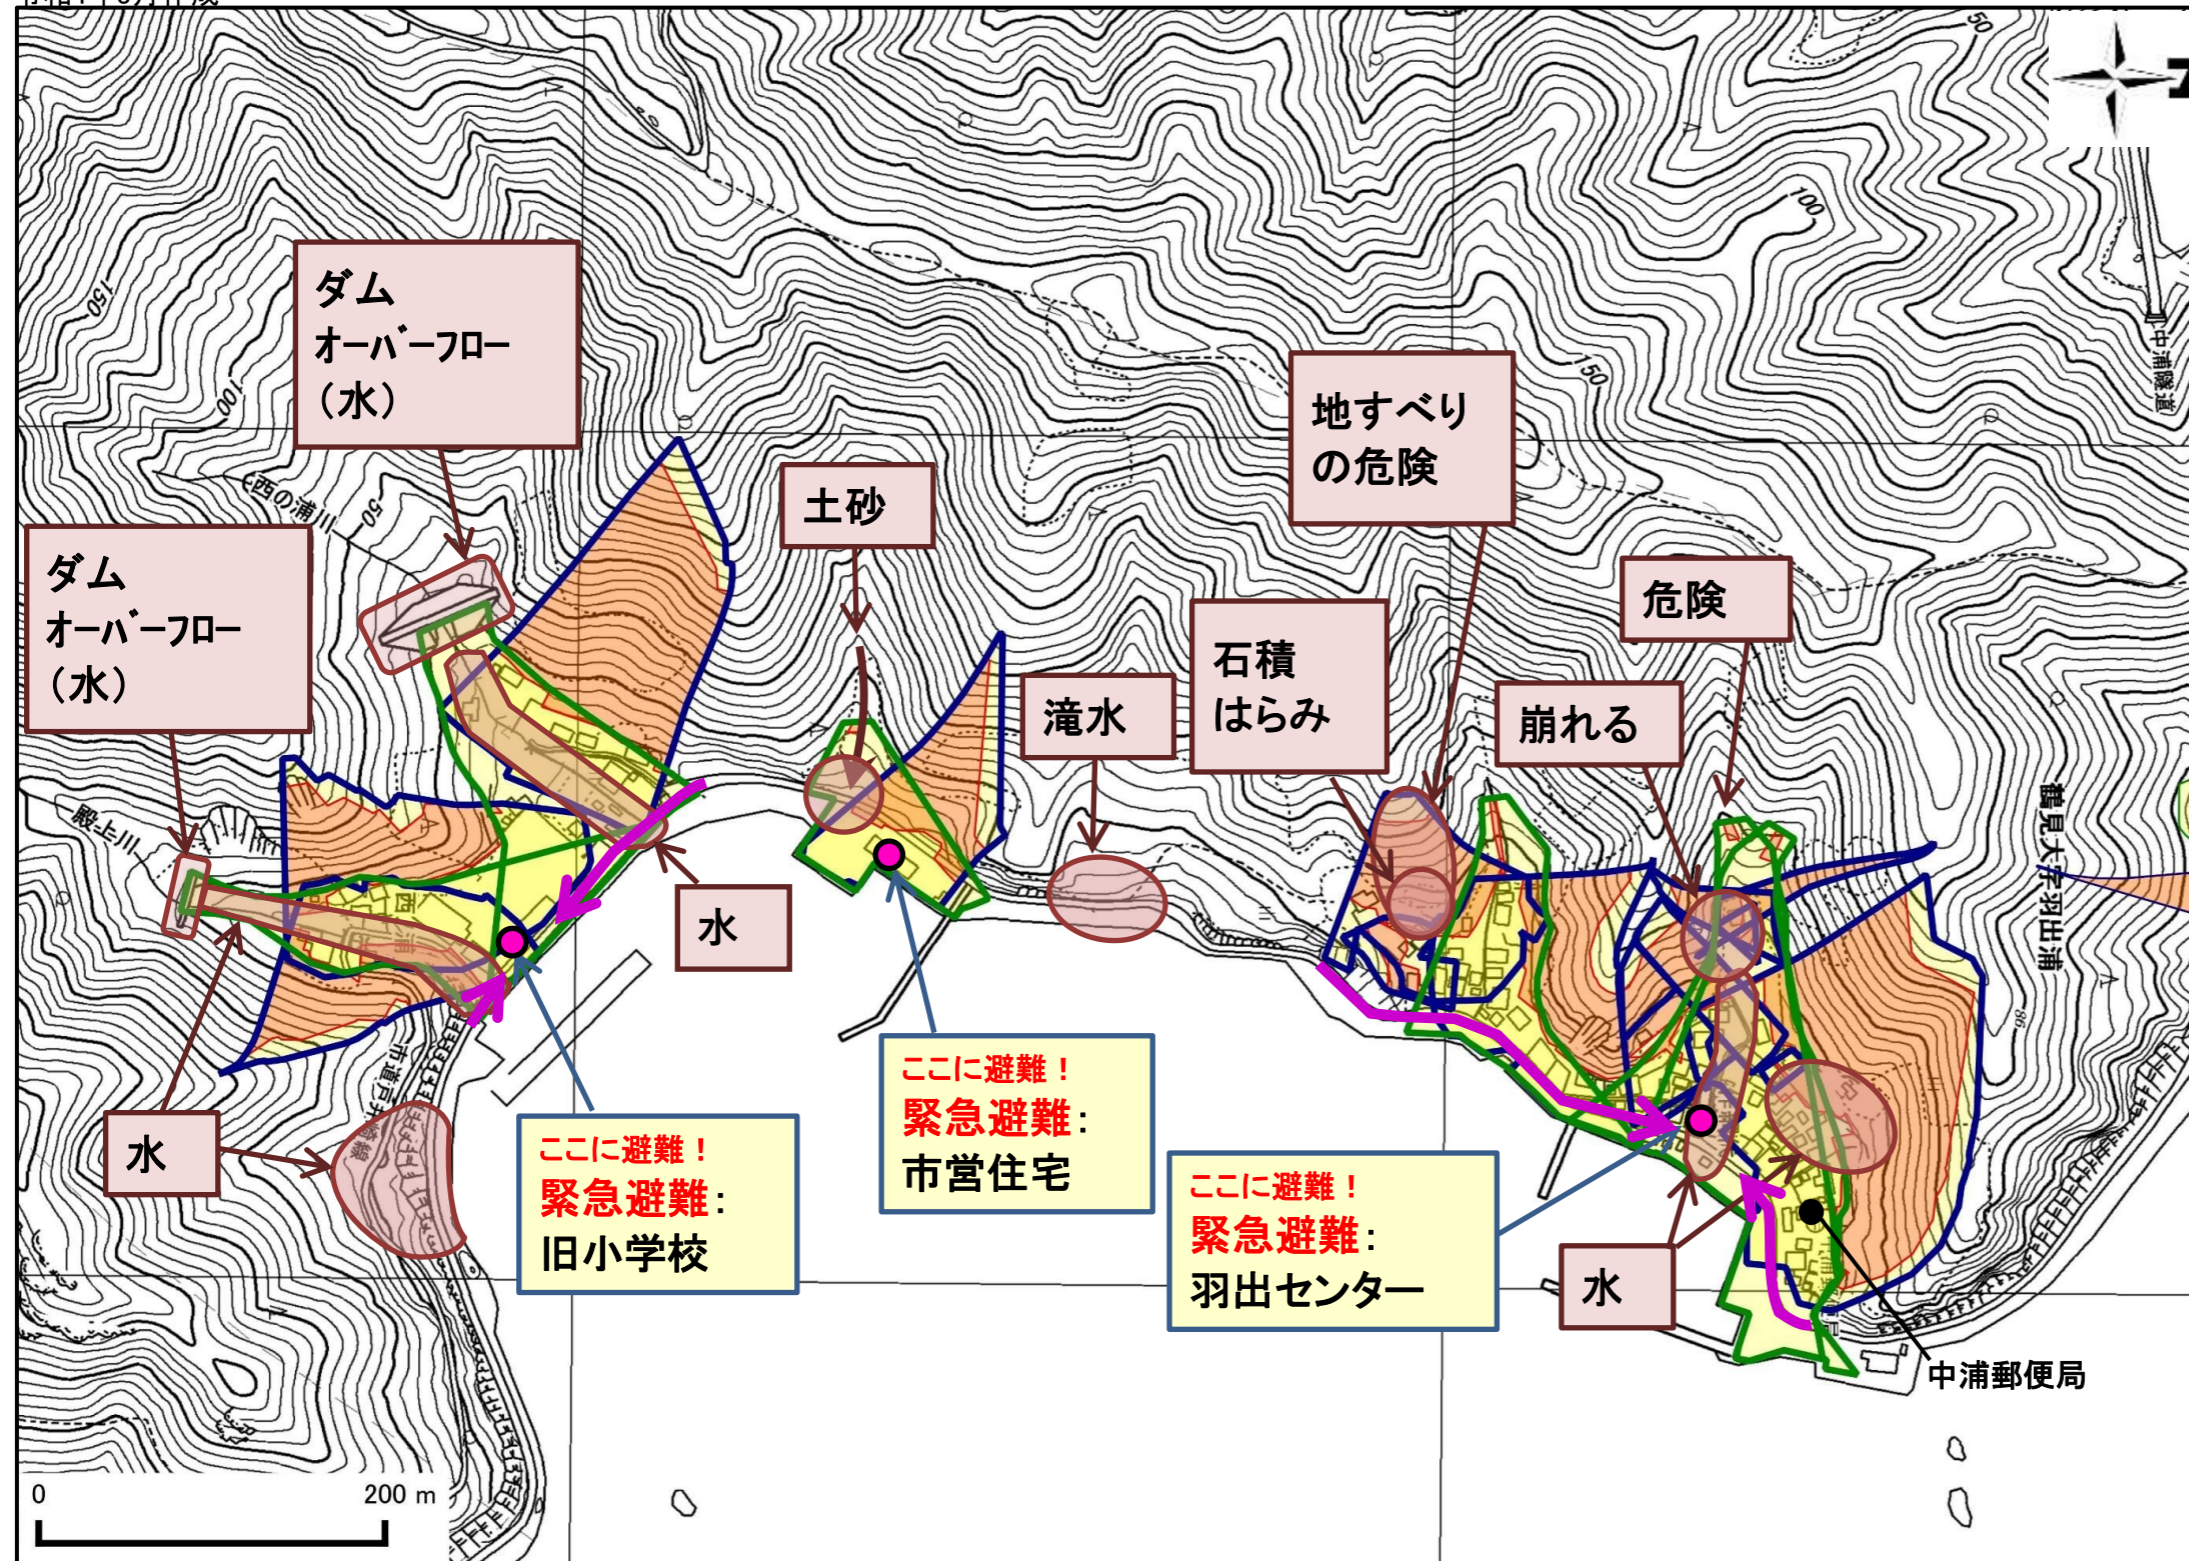 50
100
中浦隧道
150
100
ダム
オーバーフロー
（水）
地すべり
の危険
150
土砂
西の浦川
50
ダム
オーバーフロー
（水）
危険
石積
はらみ
滝水
崩れる
殿上川
鶴見大字羽出浦
水
西ノ浦
86
ここに避難！
緊急避難：
市営住宅
水
ここに避難！
緊急避難：
旧小学校
ここに避難！
緊急避難：
羽出センター
水
中浦郵便局
0 200 m